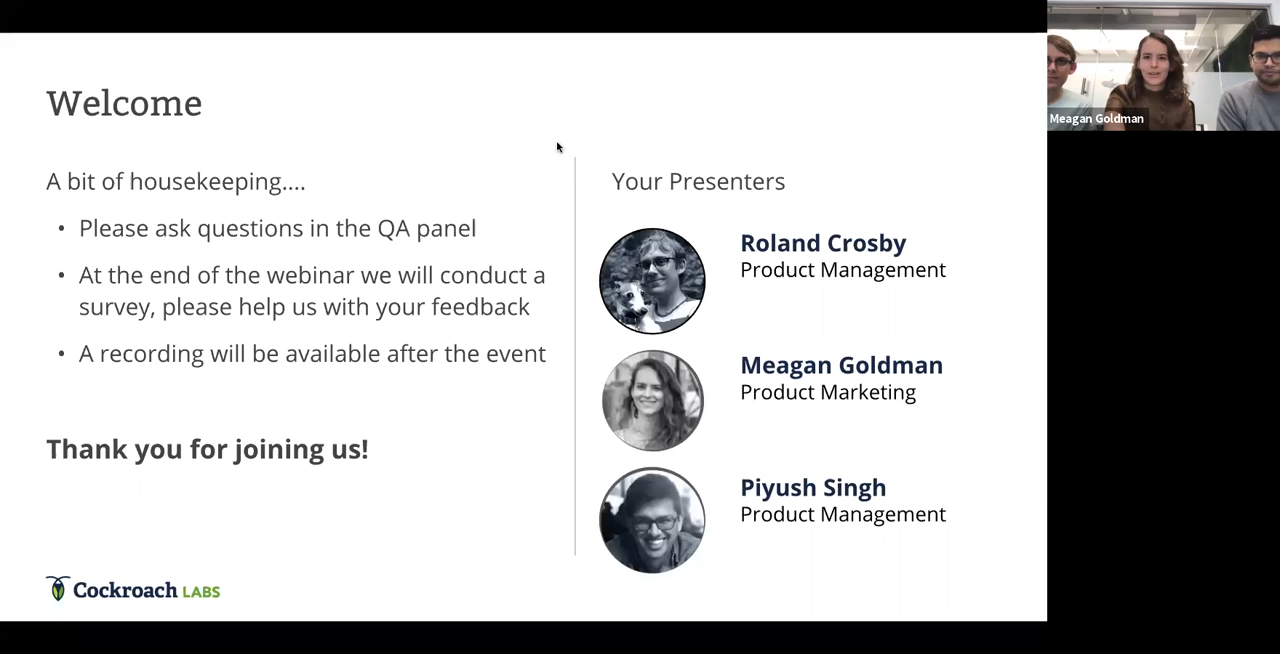 Welcome
A bit of housekeeping....
• Please ask questions in the QA panel
• At the end of the webinar we will conduct a
survey, please help us with your feedback
• A recording will be available after the event
Thank you for joining us!
Cockroach LABS
Your Presenters
Roland Crosby
Product Management
Meagan Goldman
Product Marketing
Piyush Singh
Product Management
Meagan Goldman